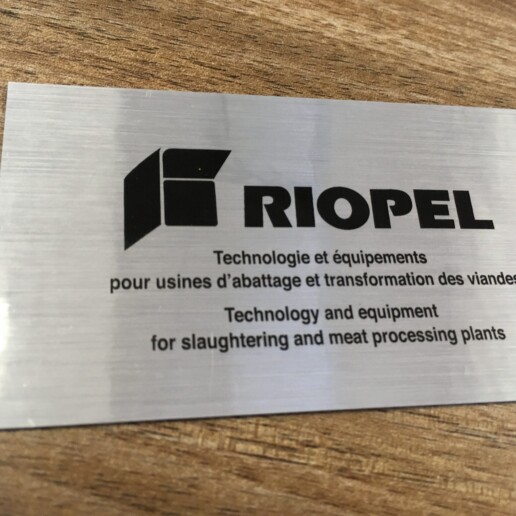 RIOPEL
Technologie et équipements
pour usines d'abattage et transformation des viandes
Technology and equipment
for slaughtering and meat processing plants